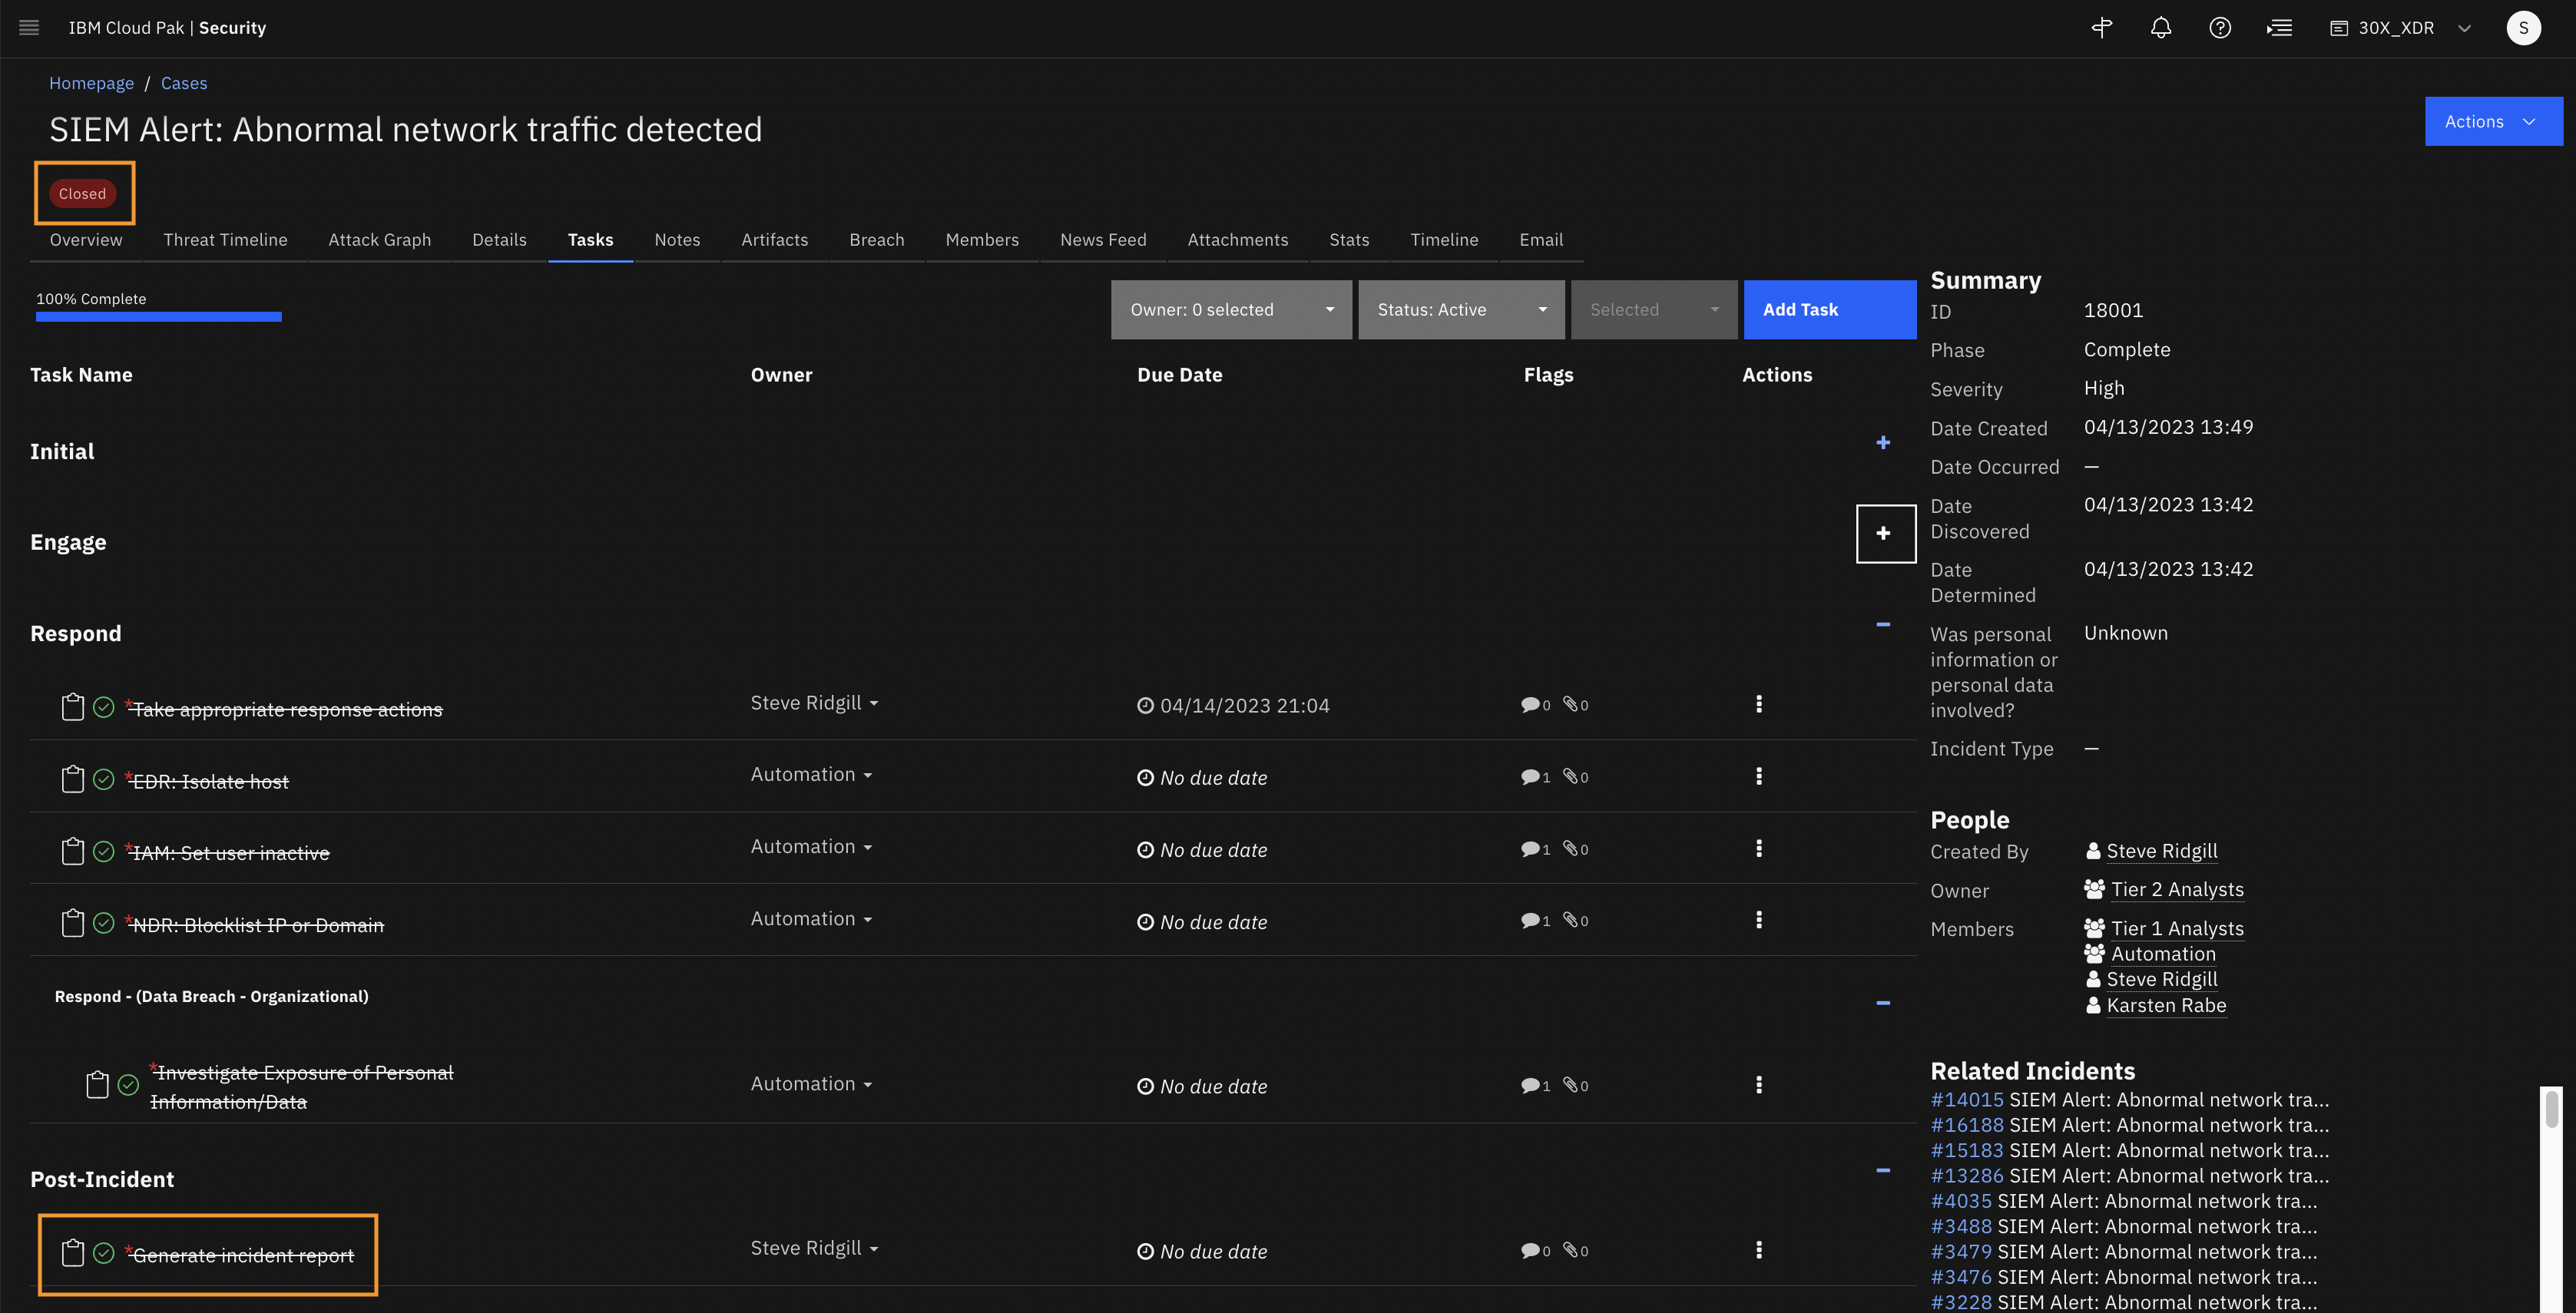 IBM Cloud Pak | Security
30X_XDR
S
Homepage / Cases
SIEM Alert: Abnormal network traffic detected
Actions
Closed
Overview Threat Timeline Attack Graph Details Tasks Notes Artifacts Breach Members News Feed Attachments Stats Timeline Email
100% Complete
Owner: 0 selected
Status: Active
Selected
Add Task
Task Name Owner Due Date Flags Actions
Initial
+
Engage
+
Respond
*Take appropriate response actions Steve Ridgill 04/14/2023 21:04 0 0
*EDR: Isolate host Automation No due date 1 0
*IAM: Set user inactive Automation No due date 1 0
*NDR: Blocklist IP or Domain Automation No due date 1 0
Respond - (Data Breach - Organizational)
*Investigate Exposure of Personal
Information/Data
Automation No due date 1 0
Post-Incident
*Generate incident report Steve Ridgill No due date 0 0
Summary
ID 18001
Phase Complete
Severity High
Date Created 04/13/2023 13:49
Date Occurred —
Date
Discovered
04/13/2023 13:42
Date
Determined
04/13/2023 13:42
Was personal
information or
personal data
involved?
Unknown
Incident Type —
People
Created By Steve Ridgill
Owner Tier 2 Analysts
Members Tier 1 Analysts
Automation
Steve Ridgill
Karsten Rabe
Related Incidents
#14015 SIEM Alert: Abnormal network tra...
#16188 SIEM Alert: Abnormal network tra...
#15183 SIEM Alert: Abnormal network tra...
#13286 SIEM Alert: Abnormal network tra...
#4035 SIEM Alert: Abnormal network tra...
#3488 SIEM Alert: Abnormal network tra...
#3479 SIEM Alert: Abnormal network tra...
#3476 SIEM Alert: Abnormal network tra...
#3228 SIEM Alert: Abnormal network tra...